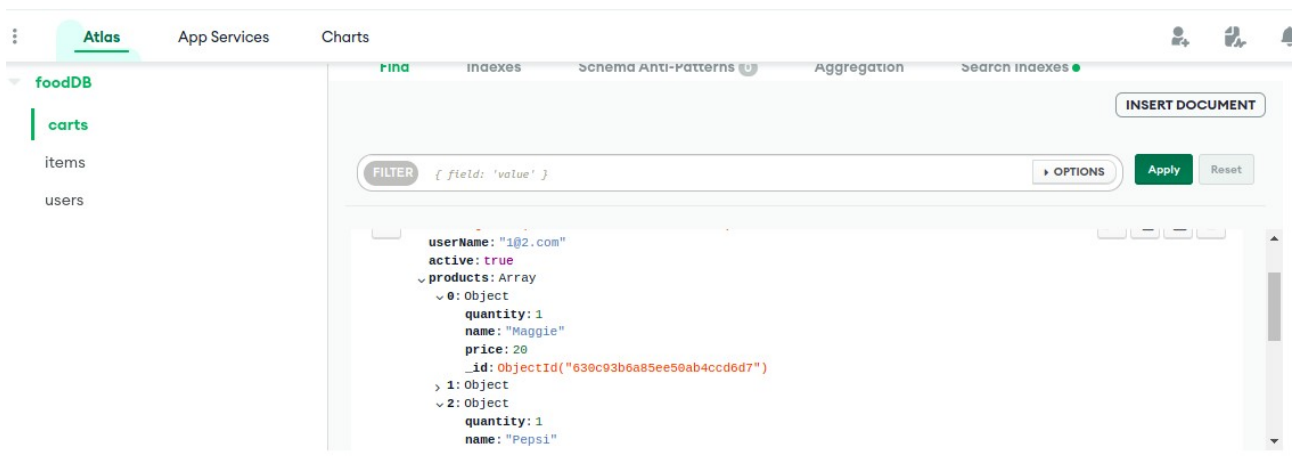 Atlas App Services Charts
foodDB
carts
items
users
Find Indexes Schema Anti-Patterns 0 Aggregation Search Indexes
INSERT DOCUMENT
FILTER { field: 'value' } OPTIONS Apply Reset
userName: "1@2.com"
active: true
products: Array
0: Object
quantity: 1
name: "Maggie"
price: 20
_id: ObjectId("630c93b6a85ee50ab4ccd6d7")
1: Object
2: Object
quantity: 1
name: "Pepsi"